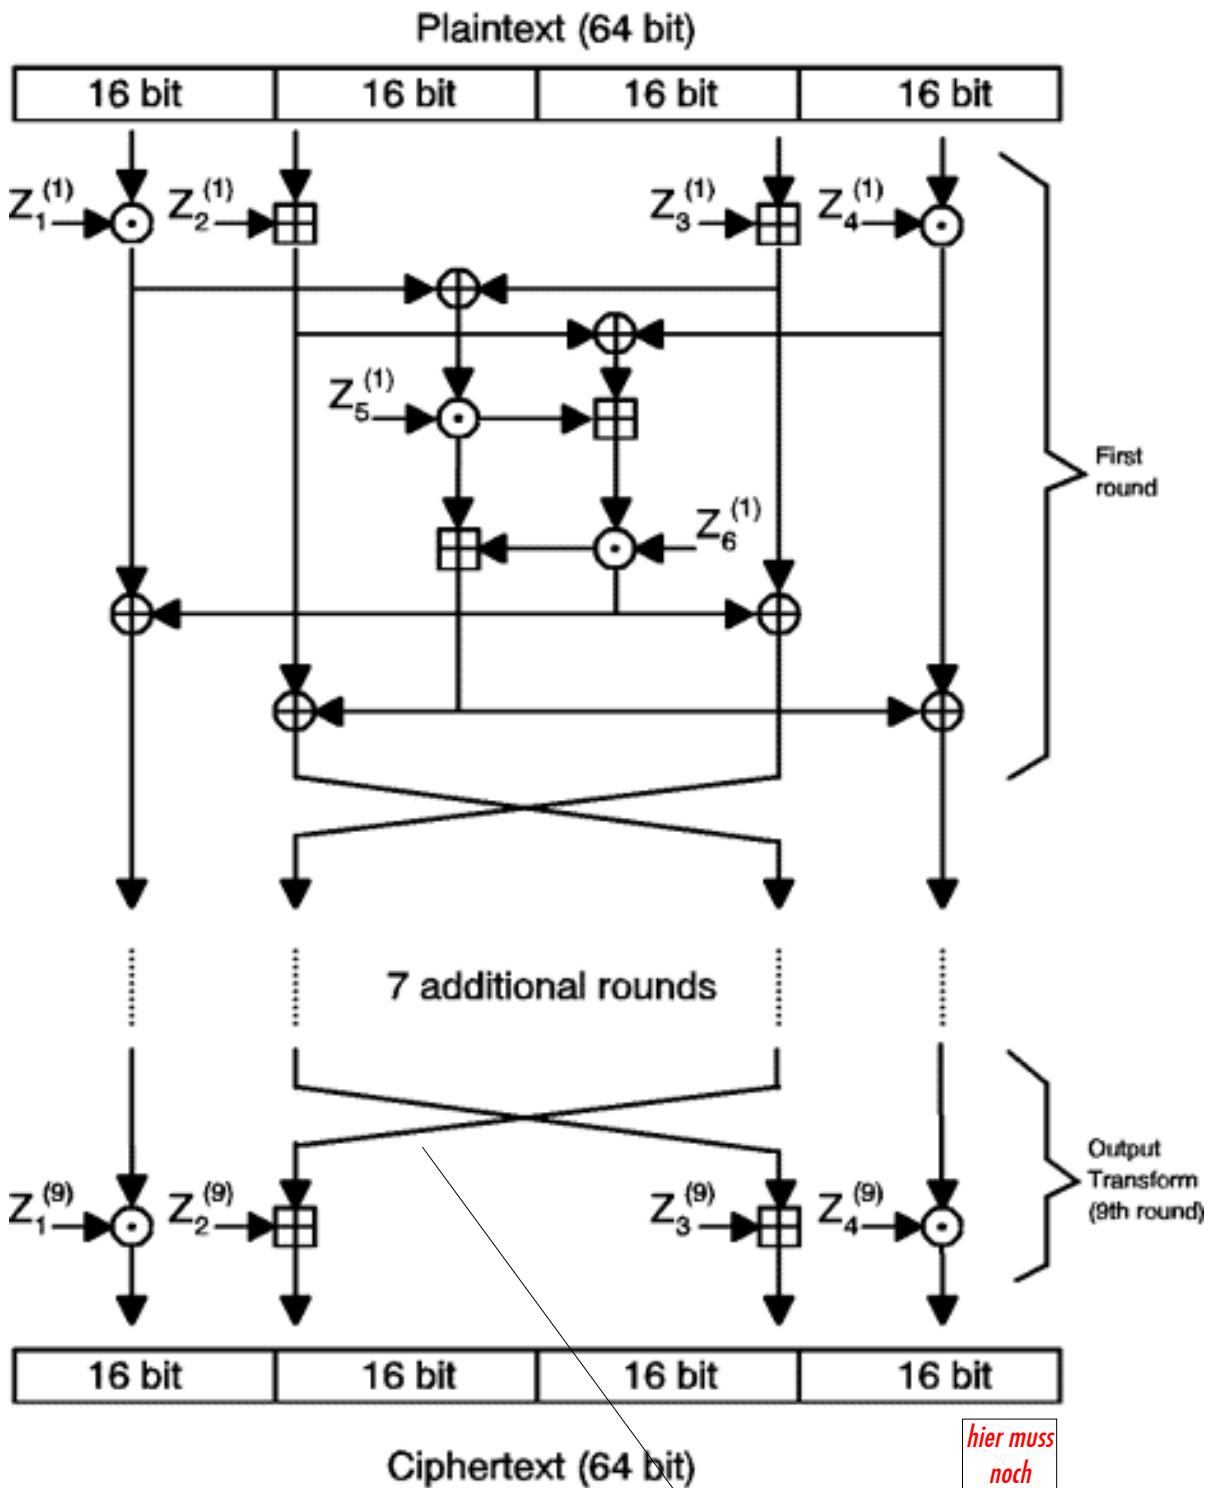 Plaintext (64 bit)
16 bit 16 bit 16 bit 16 bit
Z1(1) Z2(1) Z3(1) Z4(1)
Z5(1)
First
round
Z6(1)
7 additional rounds
Output
Transform
(9th round)
Z1(9) Z2(9) Z3(9) Z4(9)
16 bit 16 bit 16 bit 16 bit
Ciphertext (64 bit)
hier muss
noch